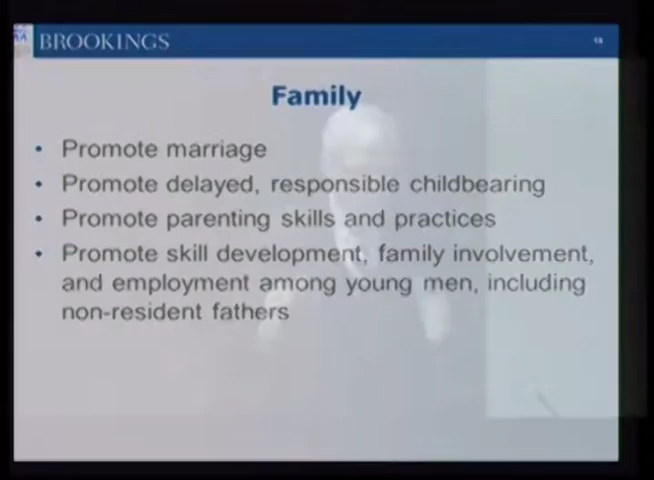 BROOKINGS
Family
• Promote marriage
• Promote delayed, responsible childbearing
• Promote parenting skills and practices
• Promote skill development, family involvement,
and employment among young men, including
non-resident fathers